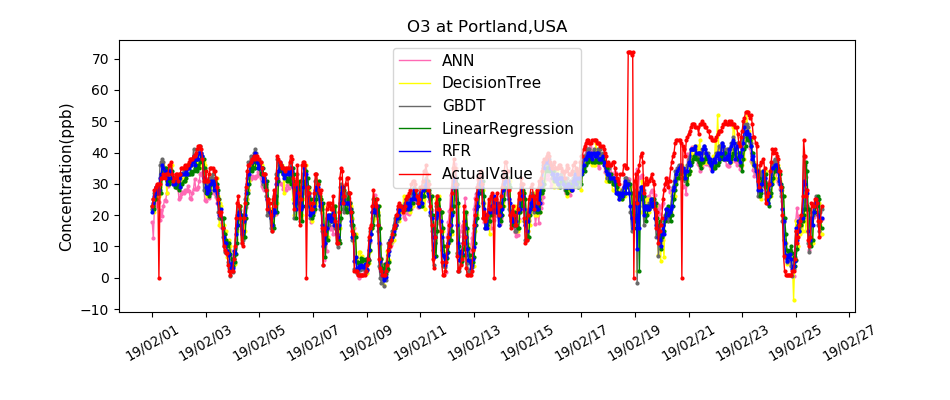 O3 at Portland,USA
Concentration(ppb)
70
60
50
40
30
20
10
0
−10
ANN
DecisionTree
GBDT
LinearRegression
RFR
ActualValue
19/02/01
19/02/03
19/02/05
19/02/07
19/02/09
19/02/11
19/02/13
19/02/15
19/02/17
19/02/19
19/02/21
19/02/23
19/02/25
19/02/27